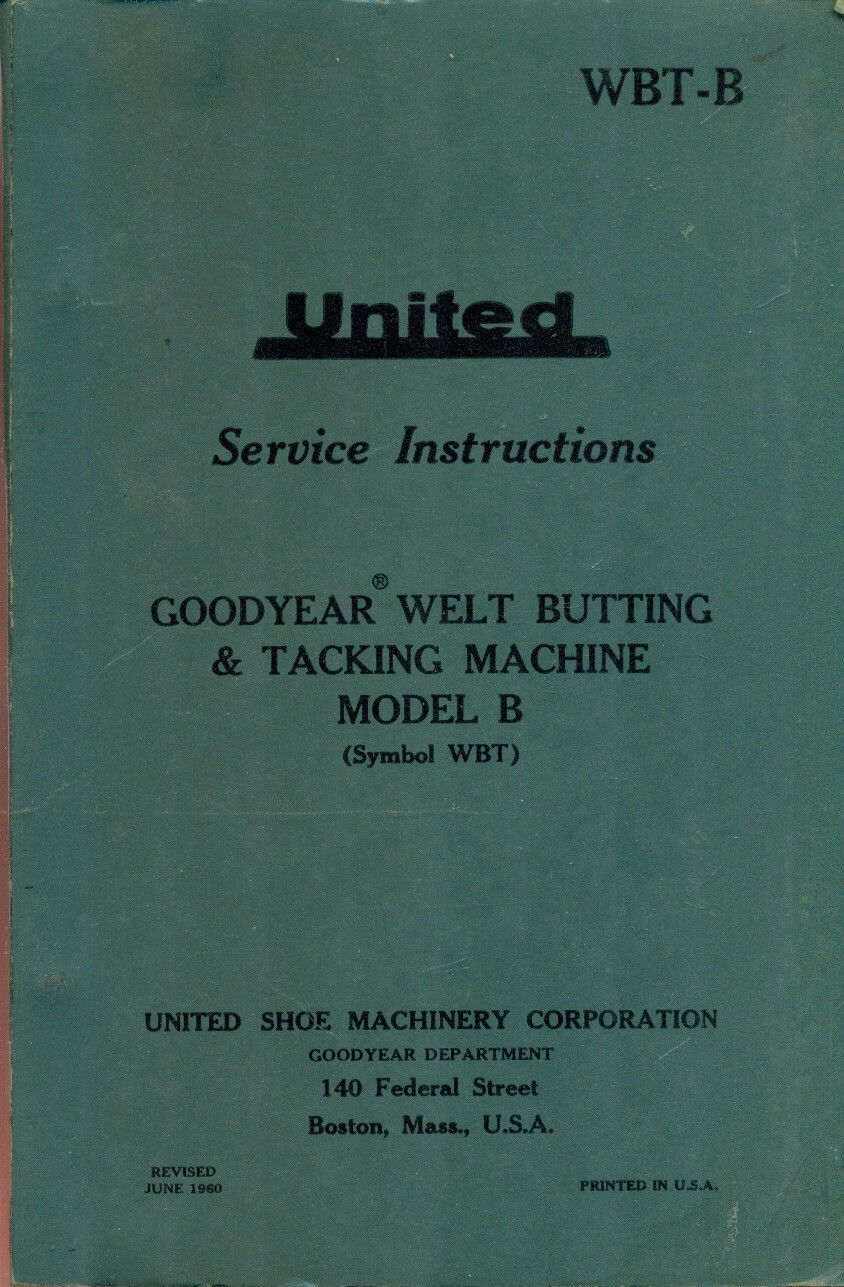 WBT-B
United
Service Instructions
GOODYEAR® WELT BUTTING
& TACKING MACHINE
MODEL B
(Symbol WBT)
UNITED SHOE MACHINERY CORPORATION
GOODYEAR DEPARTMENT
140 Federal Street
Boston, Mass., U.S.A.
REVISED
JUNE 1960
PRINTED IN U.S.A.